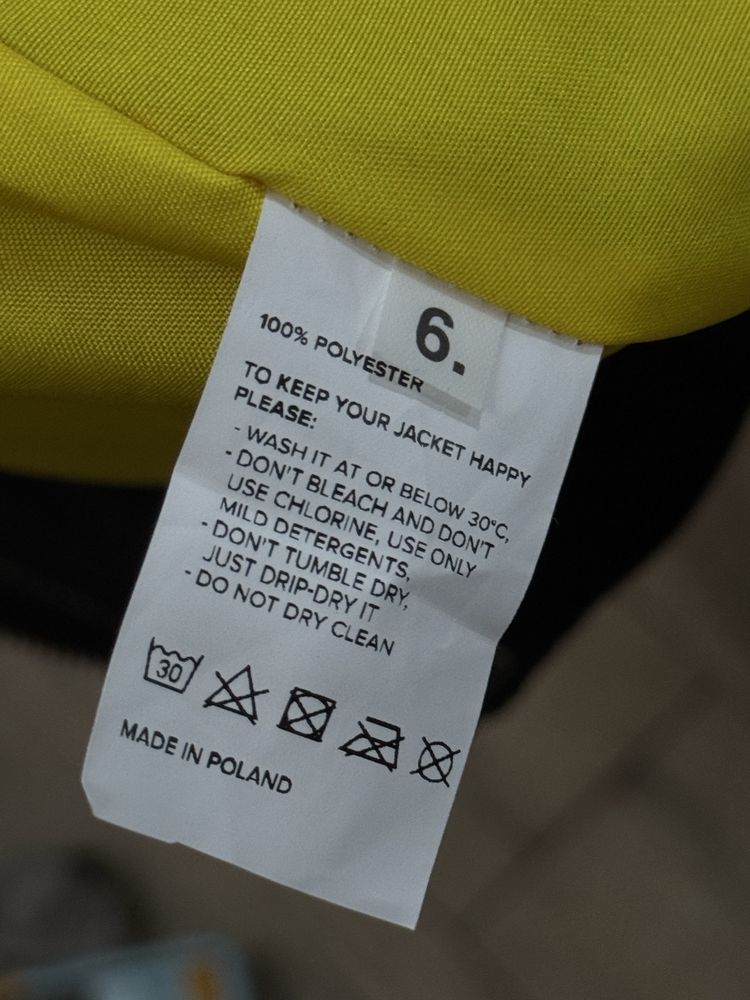 6.
100% POLYESTER
TO KEEP YOUR JACKET HAPPY
PLEASE:
- WASH IT AT OR BELOW 30°C,
- DON'T BLEACH AND DON'T
USE CHLORINE, USE ONLY
MILD DETERGENTS,
- DON'T TUMBLE DRY,
JUST DRIP-DRY IT
- DO NOT DRY CLEAN
30
MADE IN POLAND